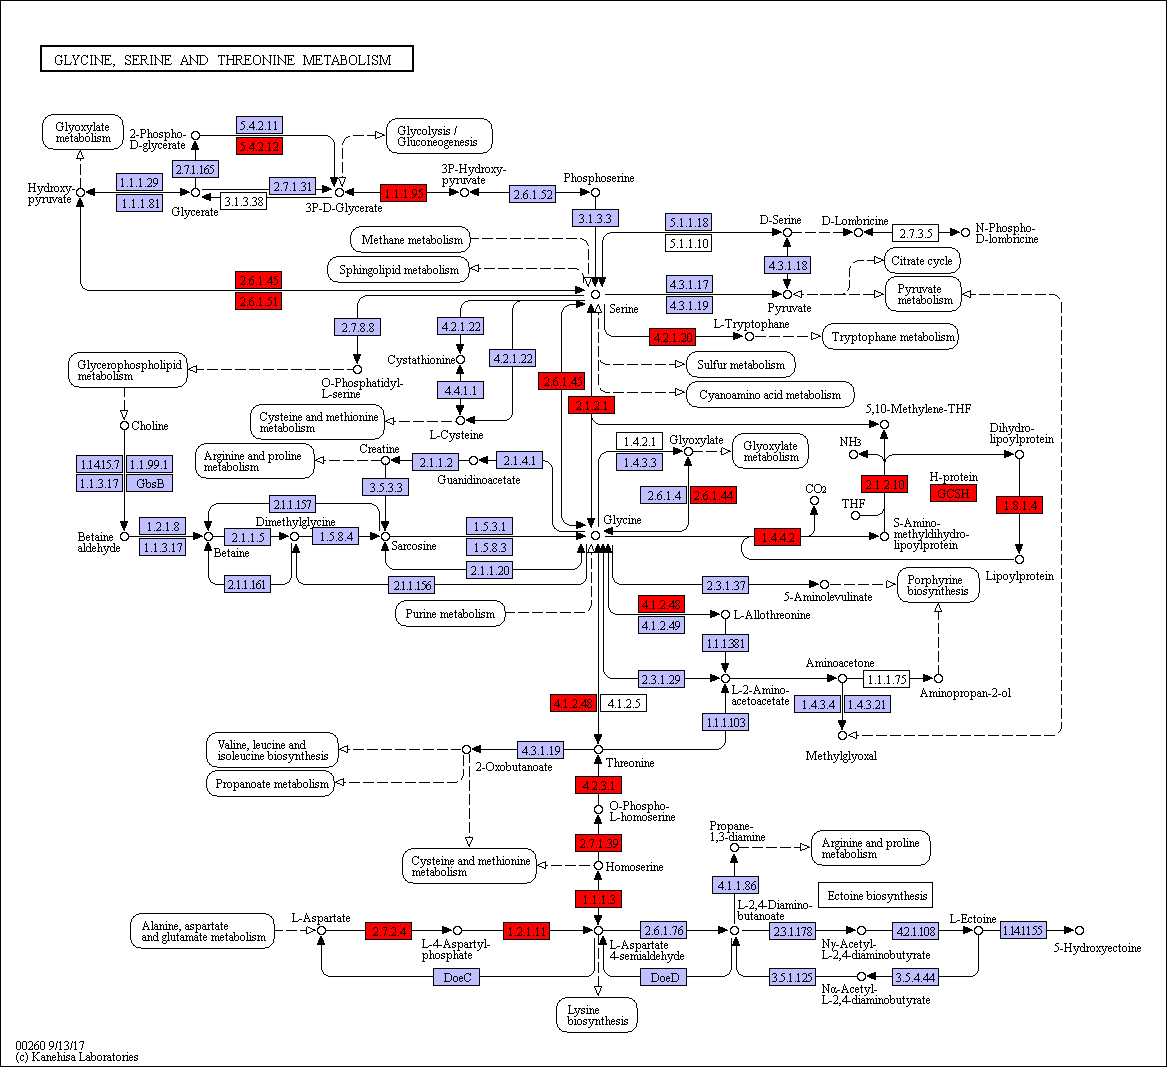 GLYCINE, SERINE AND THREONINE METABOLISM
Glyoxylate
metabolism
2-Phospho-
D-glycerate
5.4.2.11
5.4.2.12
Glycolysis /
Gluconeogenesis
2.7.1.165
Hydroxy-
pyruvate
1.1.1.29
1.1.1.81
Glycerate
2.7.1.31
3.1.3.38
3P-D-Glycerate
1.1.1.95
3P-Hydroxy-
pyruvate
2.6.1.52
Phosphoserine
3.1.3.3
Methane metabolism
Sphingolipid metabolism
5.1.1.18
5.1.1.10
D-Serine
D-Lombricine
2.7.3.5
N-Phospho-
D-lombricine
4.3.1.18
Citrate cycle
2.6.1.45
2.6.1.51
Serine
4.3.1.17
4.3.1.19
Pyruvate
Pyruvate
metabolism
2.7.8.8
4.2.1.22
4.2.1.22
4.2.1.20
L-Tryptophane
Tryptophane metabolism
Glycerophospholipid
metabolism
O-Phosphatidyl-
L-serine
Cystathionine
4.4.1.1
L-Cysteine
Sulfur metabolism
Cyanoamino acid metabolism
2.6.1.45
2.1.2.1
Cysteine and methionine
metabolism
Choline
5,10-Methylene-THF
Arginine and proline
metabolism
Creatine
2.1.1.2
Guanidinoacetate
2.1.4.1
1.4.2.1
1.4.3.3
Glyoxylate
Glyoxylate
metabolism
NH3
Dihydro-
lipoylprotein
1.14.15.7
1.1.99.1
1.1.3.17
GbsB
3.5.3.3
2.6.1.4
2.6.1.44
CO2
THF
2.1.2.10
H-protein
GCSH
1.8.1.4
2.1.1.157
Betaine
aldehyde
1.2.1.8
1.1.3.17
Betaine
2.1.1.5
Dimethylglycine
1.5.8.4
Sarcosine
1.5.3.1
1.5.8.3
2.1.1.20
Glycine
1.4.4.2
S-Amino-
methyldihydro-
lipoylprotein
Lipoylprotein
2.1.1.161
2.1.1.156
Purine metabolism
2.3.1.37
5-Aminolevulinate
Porphyrine
biosynthesis
4.1.2.48
4.1.2.49
L-Allothreonine
1.1.1381
2.3.1.29
L-2-Amino-
acetoacetate
Aminoacetone
1.1.1.75
Aminopropan-2-ol
4.1.2.48
4.1.2.5
1.1.1.103
1.4.3.4
1.4.3.21
Methylglyoxal
Valine, leucine and
isoleucine biosynthesis
Propanoate metabolism
2-Oxobutanoate
4.3.1.19
Threonine
4.2.3.1
O-Phospho-
L-homoserine
2.7.1.39
Homoserine
Cysteine and methionine
metabolism
Propane-
1,3-diamine
Arginine and proline
metabolism
4.1.1.86
Ectoine biosynthesis
1.1.1.3
Alanine, aspartate
and glutamate metabolism
L-Aspartate
2.7.2.4
L-4-Aspartyl-
phosphate
1.2.1.11
L-Aspartate
4-semialdehyde
2.6.1.76
L-2,4-Diamino-
butanoate
2.3.1.178
Nγ-Acetyl-
L-2,4-diaminobutyrate
4.2.1.108
L-Ectoine
1.14.11.55
5-Hydroxyectoine
DoeC
DoeD
3.5.1.125
Nα-Acetyl-
L-2,4-diaminobutyrate
3.5.4.44
Lysine
biosynthesis
00260 9/13/17
(c) Kanehisa Laboratories